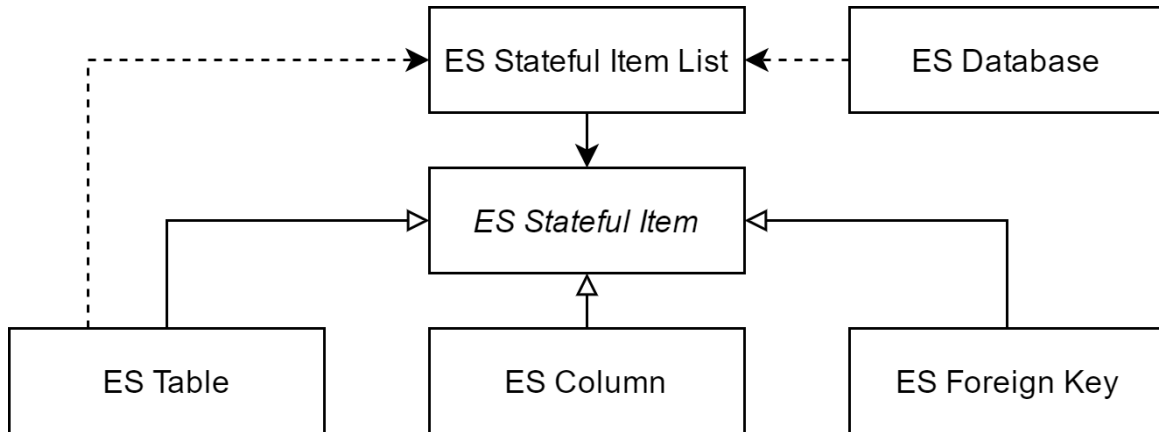 ES Stateful Item List
ES Database
ES Stateful Item
ES Table
ES Column
ES Foreign Key